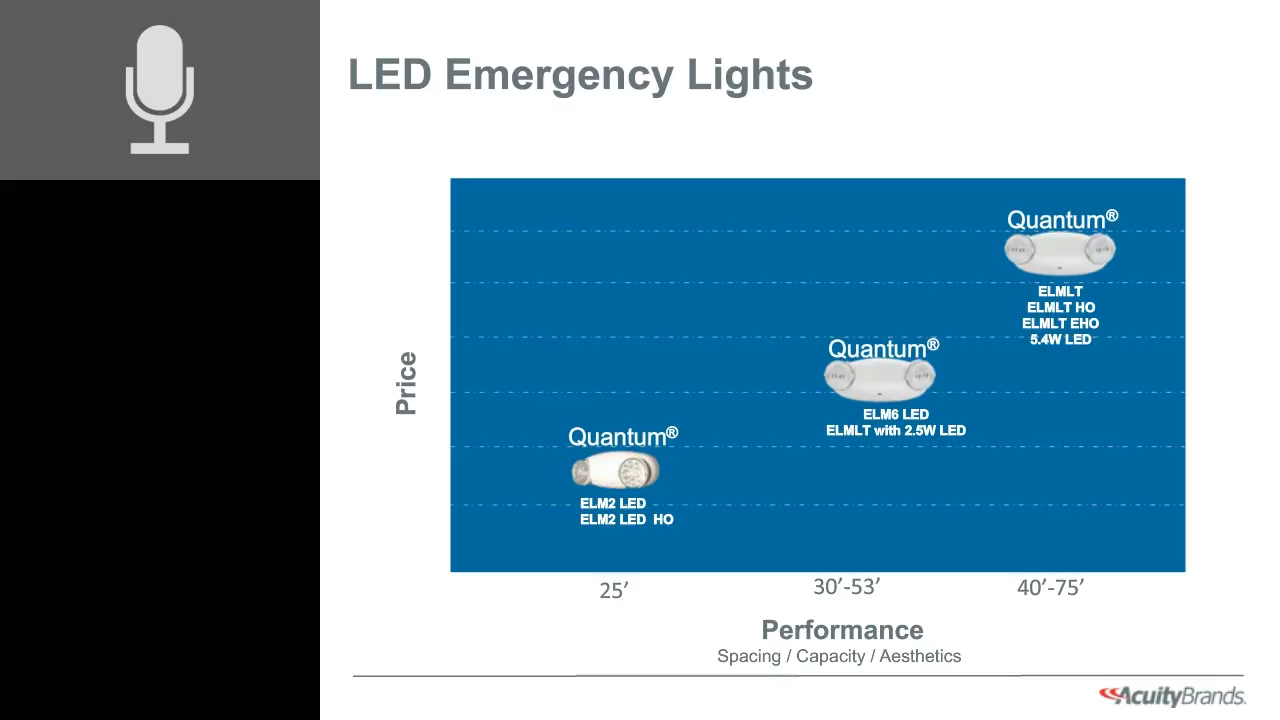 LED Emergency Lights
Quantum®
ELMLT
ELMLT HO
ELMLT EHO
5.4W LED
Quantum®
ELM6 LED
ELMLT with 2.5W LED
Quantum®
ELM2 LED
ELM2 LED HO
Price
25’
30’-53’
40’-75’
Performance
Spacing / Capacity / Aesthetics
AcuityBrands.